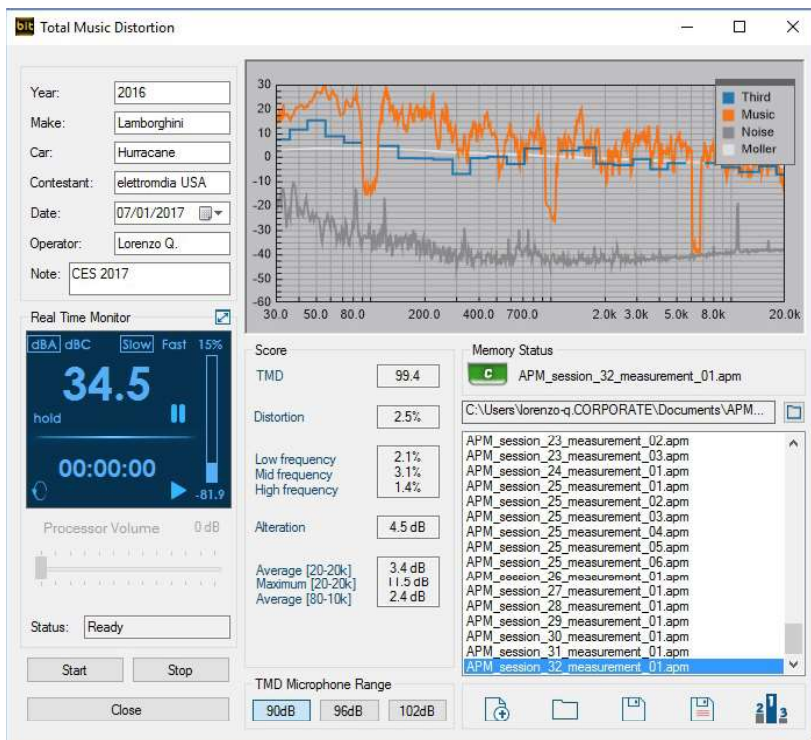 bit Total Music Distortion
Year: 2016
Make: Lamborghini
Car: Hurracane
Contestant: elettromdia USA
Date: 07/01/2017
Operator: Lorenzo Q.
Note: CES 2017
30
20
10
0
-10
-20
-30
-40
-50
-60
30.0 50.0 80.0 200.0 400.0 700.0 2.0k 3.0k 5.0k 8.0k 20.0k
Third
Music
Noise
Moller
Real Time Monitor
dBA dBC Slow Fast 15%
34.5
hold
00:00:00
-81.9
Processor Volume 0 dB
Status: Ready
Start Stop
Close
Score
TMD 99.4
Distortion 2.5%
Low frequency 2.1%
Mid frequency 3.1%
High frequency 1.4%
Alteration 4.5 dB
Average [20-20k] 3.4 dB
Maximum [20-20k] 11.5 dB
Average [80-10k] 2.4 dB
TMD Microphone Range
90dB 96dB 102dB
Memory Status
C APM_session_32_measurement_01.apm
C:\Users\lorenzo-q.CORPORATE\Documents\APM...
APM_session_23_measurement_02.apm
APM_session_23_measurement_03.apm
APM_session_24_measurement_01.apm
APM_session_25_measurement_01.apm
APM_session_25_measurement_02.apm
APM_session_25_measurement_03.apm
APM_session_25_measurement_04.apm
APM_session_25_measurement_05.apm
APM_session_25_measurement_06.apm
APM_session_26_measurement_01.apm
APM_session_27_measurement_01.apm
APM_session_28_measurement_01.apm
APM_session_29_measurement_01.apm
APM_session_30_measurement_01.apm
APM_session_31_measurement_01.apm
APM_session_32_measurement_01.apm
2 1 3